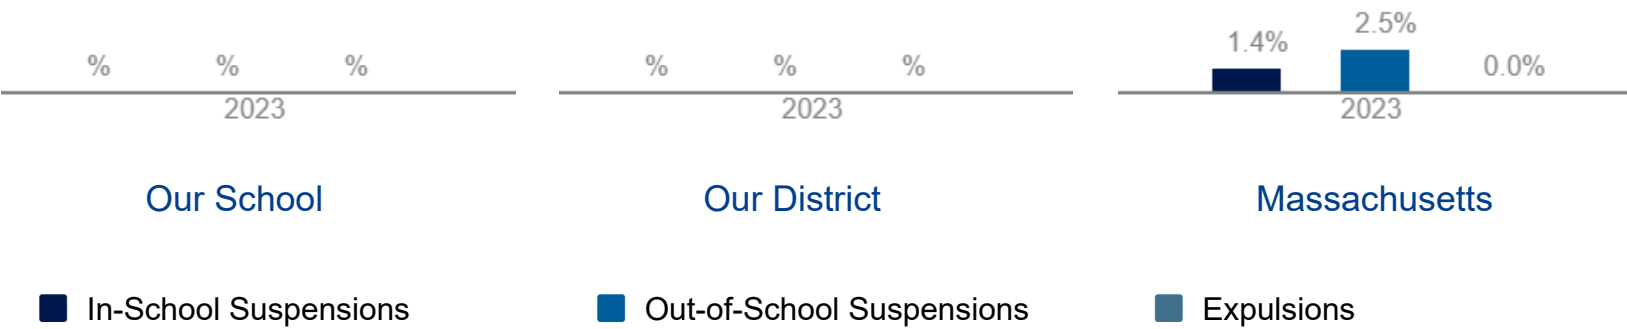 % % % % % % 1.4% 2.5% 0.0%
2023 2023 2023
Our School Our District Massachusetts
In-School Suspensions Out-of-School Suspensions Expulsions